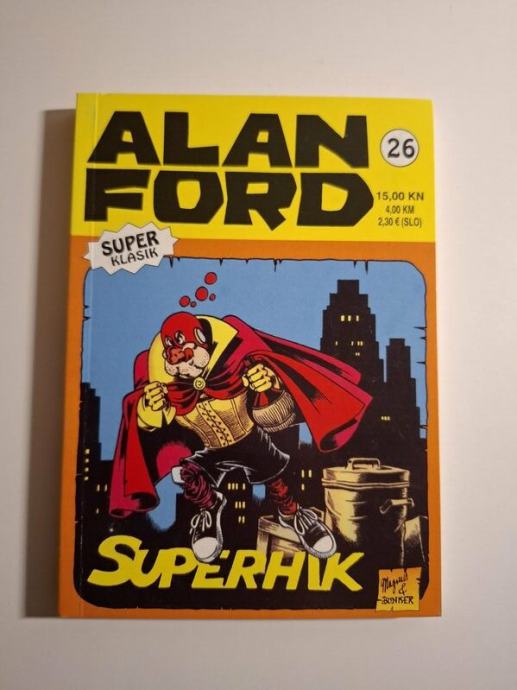 ALAN
FORD
26
15,00 KN
4,00 KM
2,30 € (SLO)
SUPER
KLASIK
SUPERHIK
Magnus
&
BUNKER